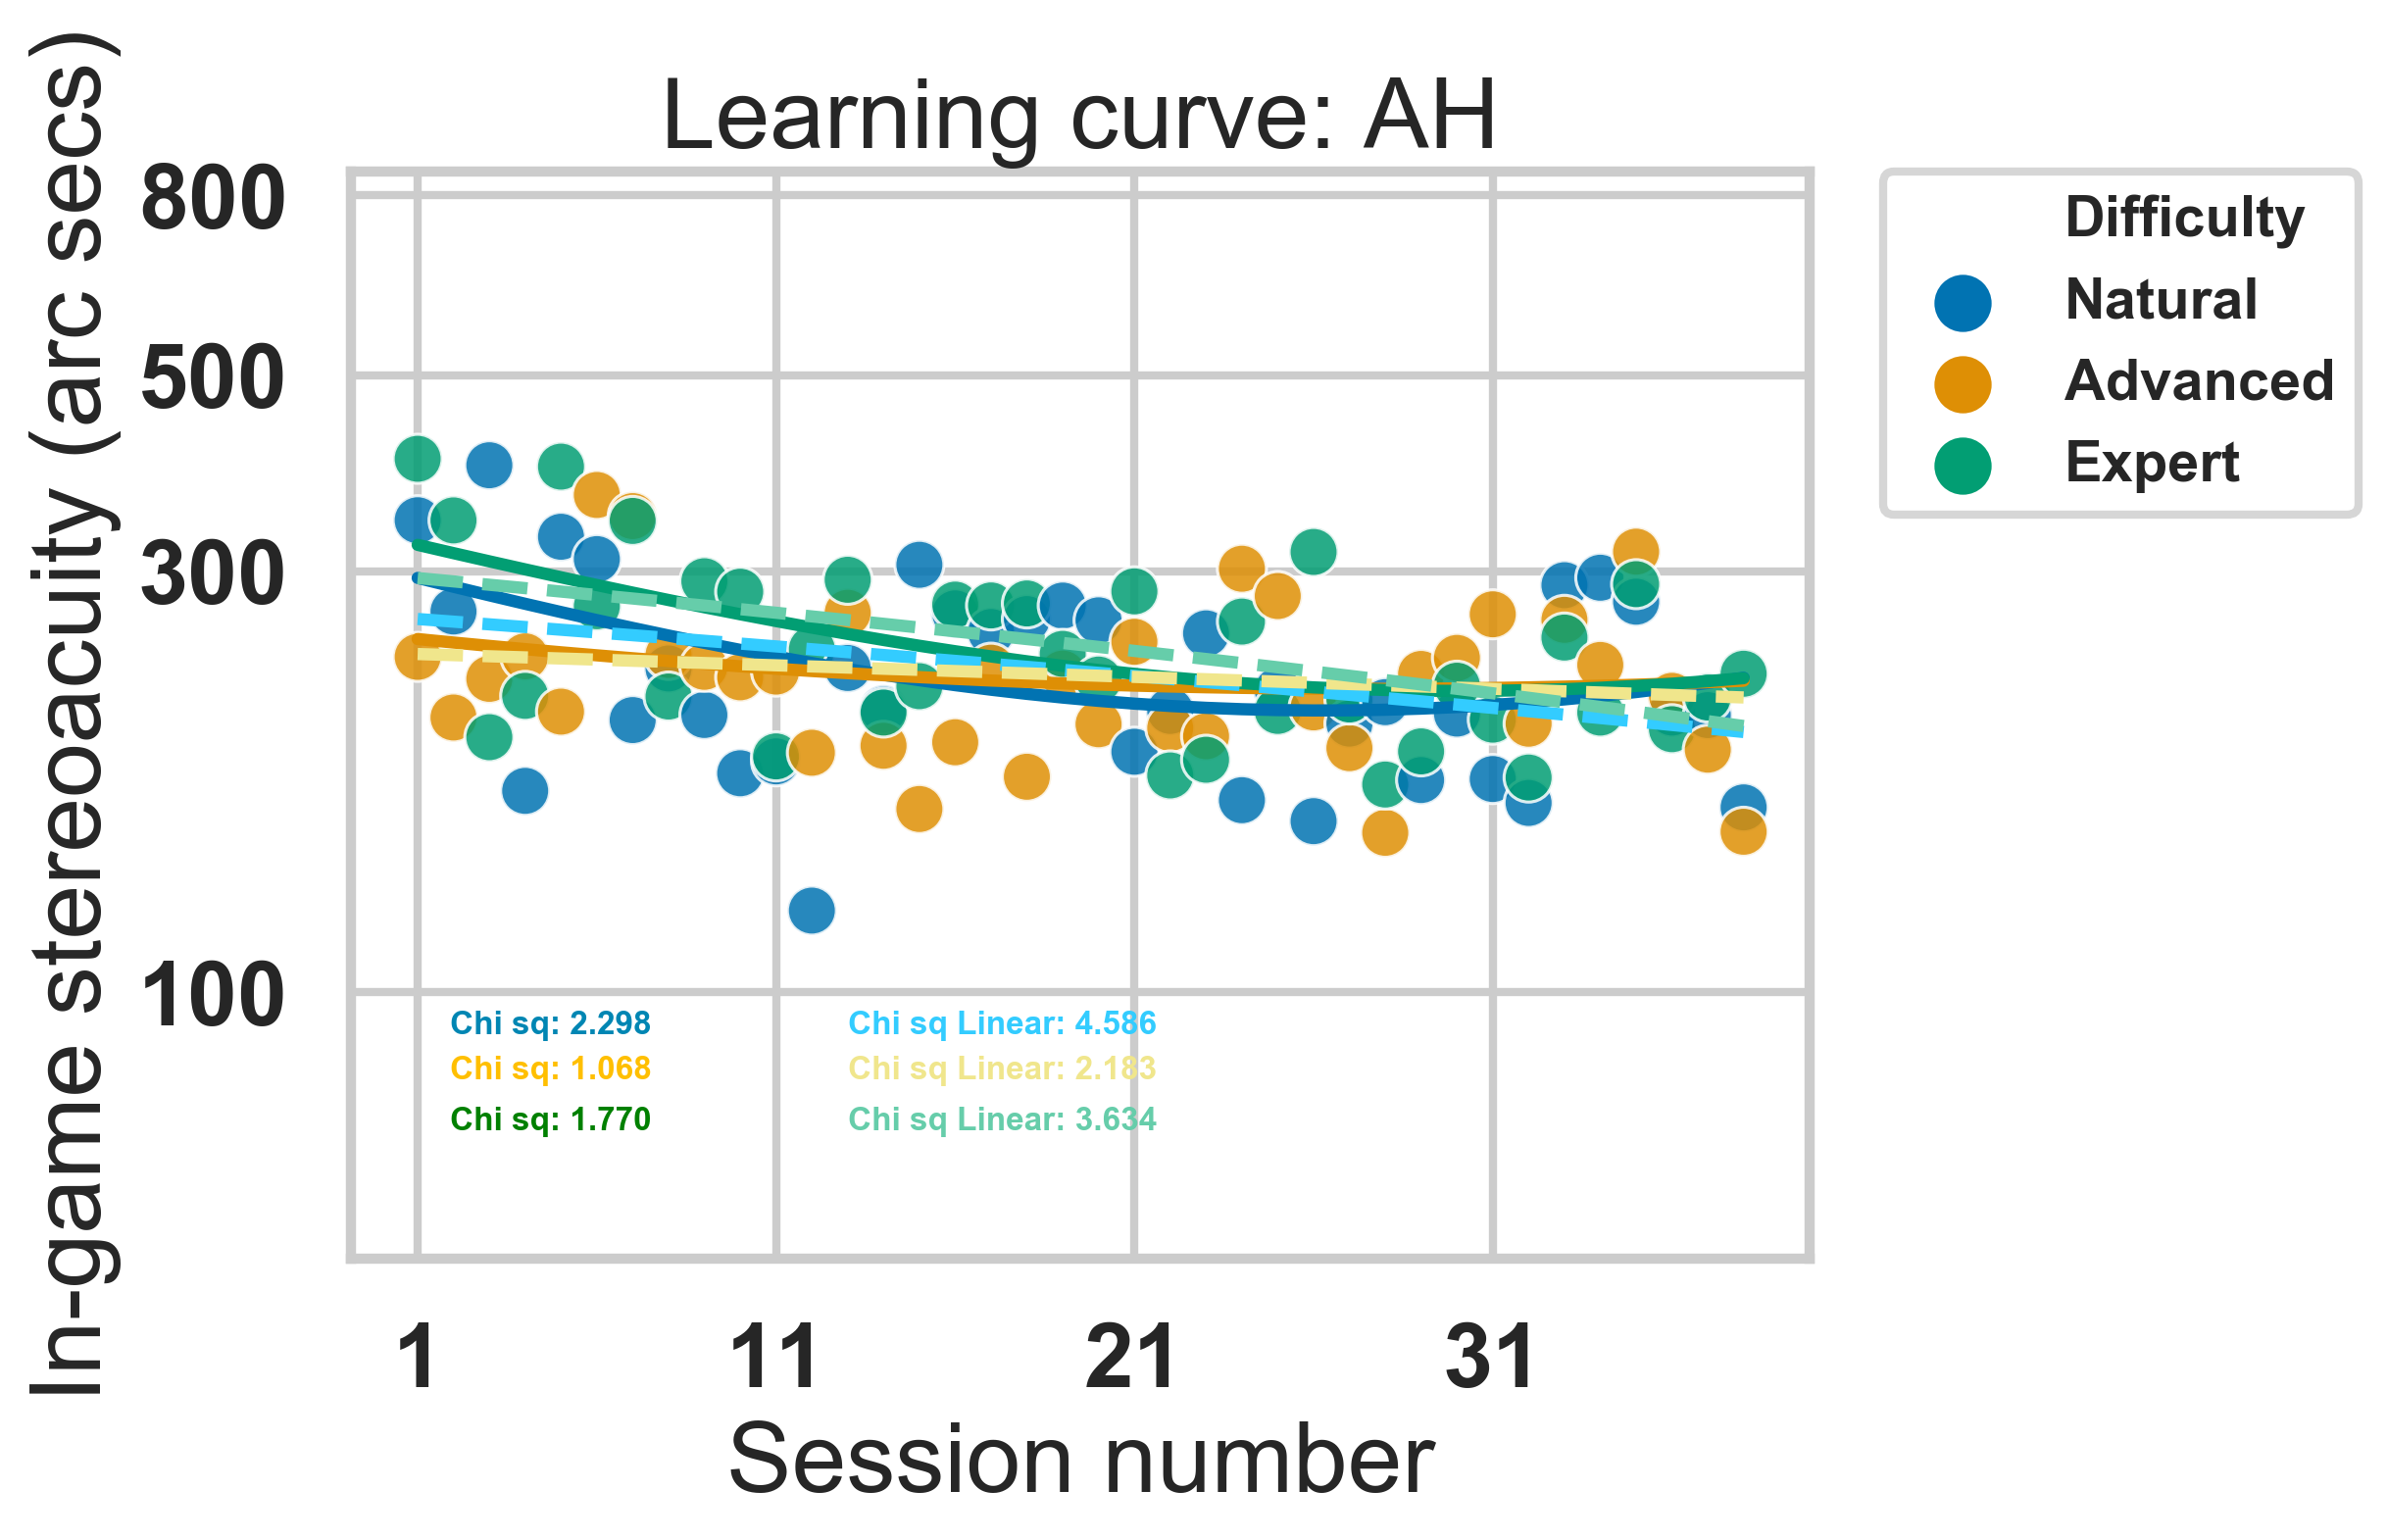 Learning curve: AH
In-game stereoacuity (arc secs)
800
500
300
100
Difficulty
Natural
Advanced
Expert
Chi sq: 2.298
Chi sq Linear: 4.586
Chi sq: 1.068
Chi sq Linear: 2.183
Chi sq: 1.770
Chi sq Linear: 3.634
1 11 21 31
Session number